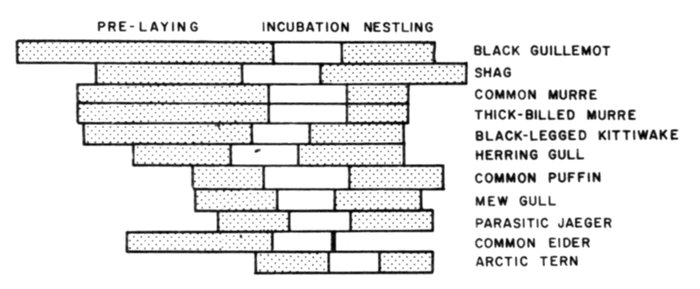 PRE-LAYING INCUBATION NESTLING
BLACK GUILLEMOT
SHAG
COMMON MURRE
THICK-BILLED MURRE
BLACK-LEGGED KITTIWAKE
HERRING GULL
COMMON PUFFIN
MEW GULL
PARASITIC JAEGER
COMMON EIDER
ARCTIC TERN